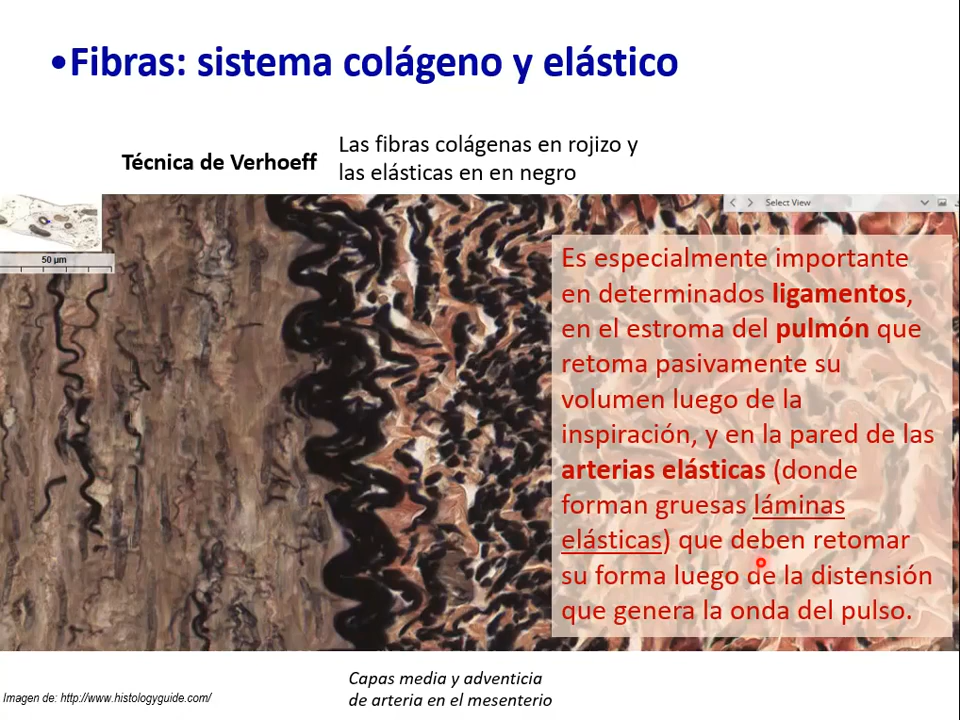 •Fibras: sistema colágeno y elástico
Técnica de Verhoeff
Las fibras colágenas en rojizo y
las elásticas en en negro
Select View
50 µm
Es especialmente importante
en determinados ligamentos,
en el estroma del pulmón que
retoma pasivamente su
volumen luego de la
inspiración, y en la pared de las
arterias elásticas (donde
forman gruesas láminas
elásticas) que deben retomar
su forma luego de la distensión
que genera la onda del pulso.
Capas media y adventicia
de arteria en el mesenterio
Imagen de: http://www.histologyguide.com/